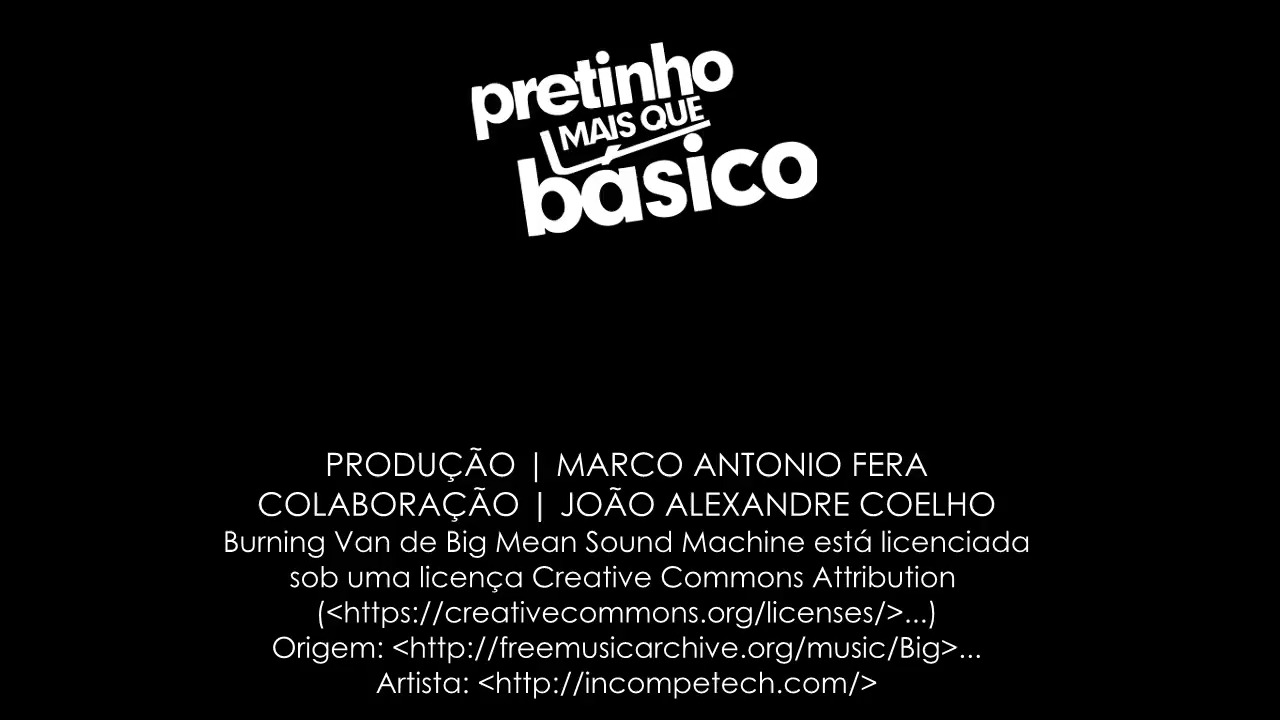 pretinho
MAIS QUE
básico
PRODUÇÃO | MARCO ANTONIO FERA
COLABORAÇÃO | JOÃO ALEXANDRE COELHO
Burning Van de Big Mean Sound Machine está licenciada
sob uma licença Creative Commons Attribution
(<https://creativecommons.org/licenses/>...)
Origem: <http://freemusicarchive.org/music/Big>...
Artista: <http://incompetech.com/>